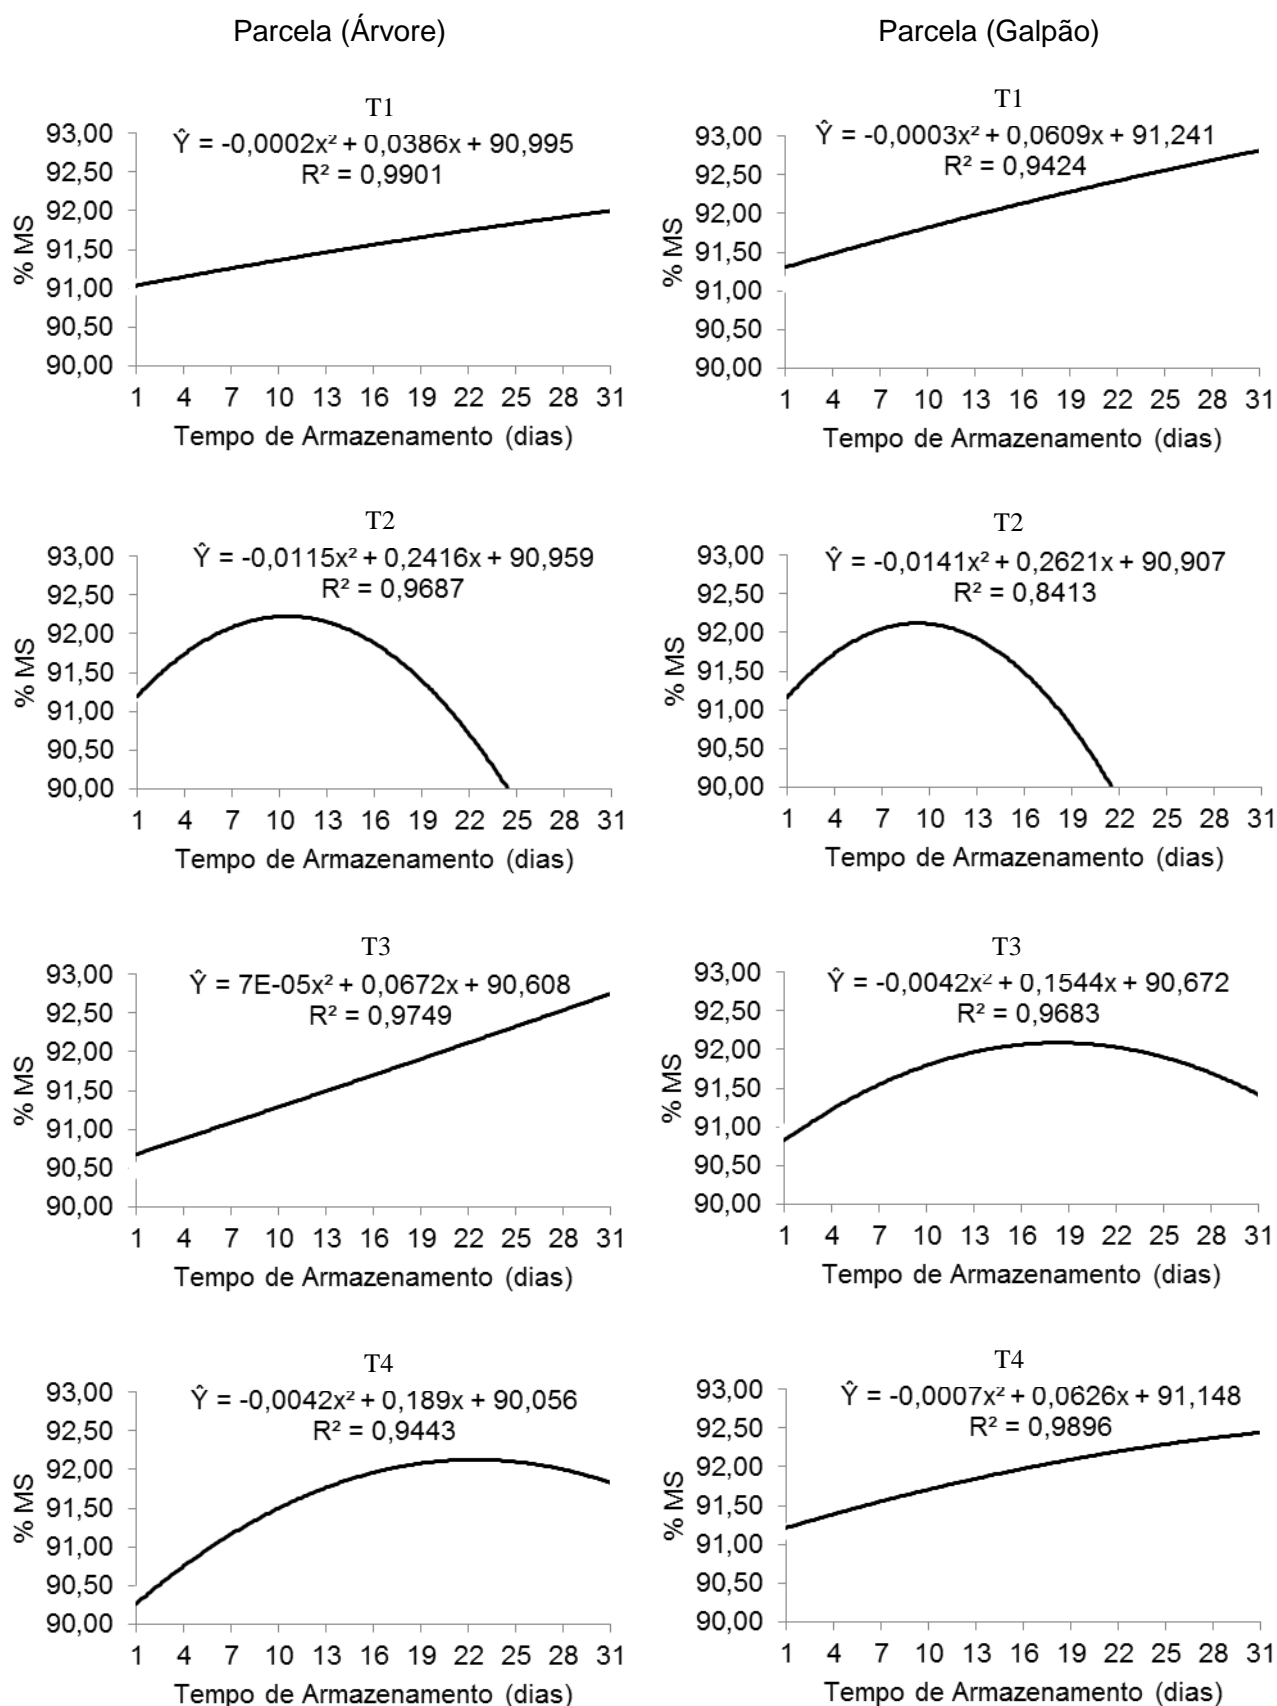 Parcela (Árvore)
Parcela (Galpão)
T1
Ŷ = -0,0002x² + 0,0386x + 90,995
R² = 0,9901
93,00
92,50
92,00
91,50
91,00
90,50
90,00
% MS
1 4 7 10 13 16 19 22 25 28 31
Tempo de Armazenamento (dias)
T1
Ŷ = -0,0003x² + 0,0609x + 91,241
R² = 0,9424
93,00
92,50
92,00
91,50
91,00
90,50
90,00
% MS
1 4 7 10 13 16 19 22 25 28 31
Tempo de Armazenamento (dias)
T2
Ŷ = -0,0115x² + 0,2416x + 90,959
R² = 0,9687
93,00
92,50
92,00
91,50
91,00
90,50
90,00
% MS
1 4 7 10 13 16 19 22 25 28 31
Tempo de Armazenamento (dias)
T2
Ŷ = -0,0141x² + 0,2621x + 90,907
R² = 0,8413
93,00
92,50
92,00
91,50
91,00
90,50
90,00
% MS
1 4 7 10 13 16 19 22 25 28 31
Tempo de Armazenamento (dias)
T3
Ŷ = 7E-05x² + 0,0672x + 90,608
R² = 0,9749
93,00
92,50
92,00
91,50
91,00
90,50
90,00
% MS
1 4 7 10 13 16 19 22 25 28 31
Tempo de Armazenamento (dias)
T3
Ŷ = -0,0042x² + 0,1544x + 90,672
R² = 0,9683
93,00
92,50
92,00
91,50
91,00
90,50
90,00
% MS
1 4 7 10 13 16 19 22 25 28 31
Tempo de Armazenamento (dias)
T4
Ŷ = -0,0042x² + 0,189x + 90,056
R² = 0,9443
93,00
92,50
92,00
91,50
91,00
90,50
90,00
% MS
1 4 7 10 13 16 19 22 25 28 31
Tempo de Armazenamento (dias)
T4
Ŷ = -0,0007x² + 0,0626x + 91,148
R² = 0,9896
93,00
92,50
92,00
91,50
91,00
90,50
90,00
% MS
1 4 7 10 13 16 19 22 25 28 31
Tempo de Armazenamento (dias)